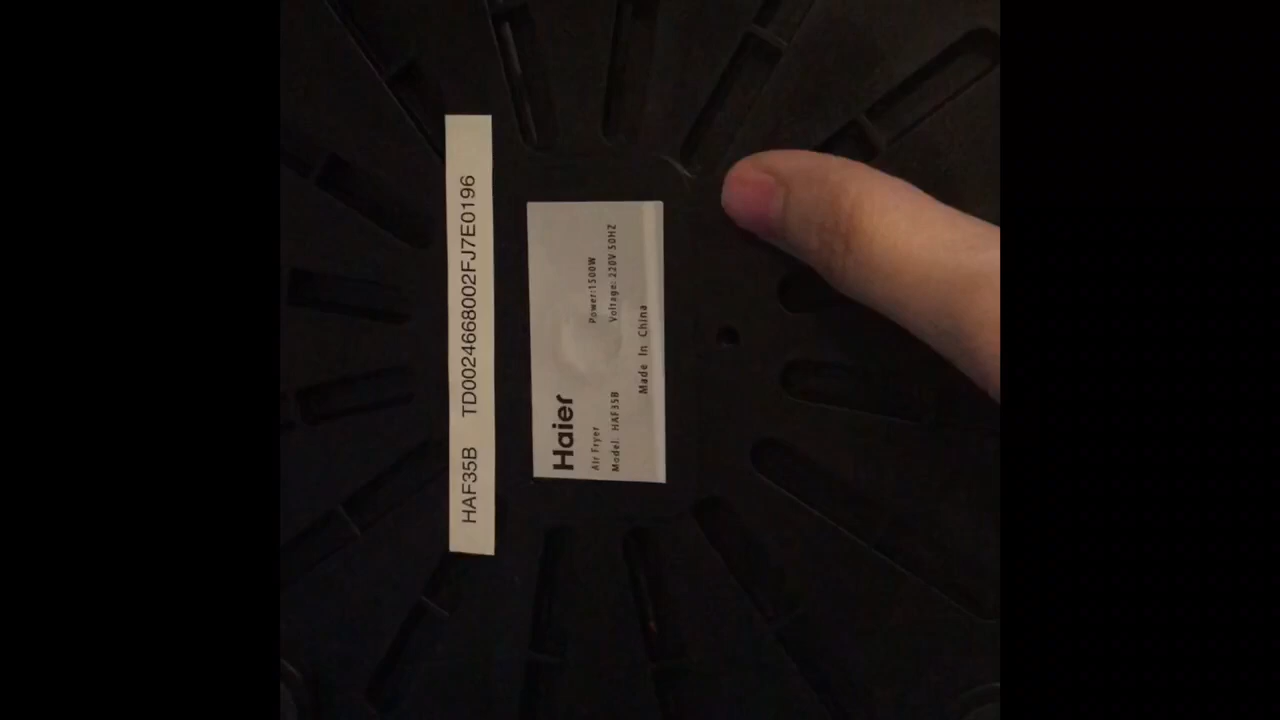 HAF35B TD0024668002FJ7E0196
Haier
Air Fryer Power:1500W
Model: HAF35B Voltage: 220V 50HZ
Made In China